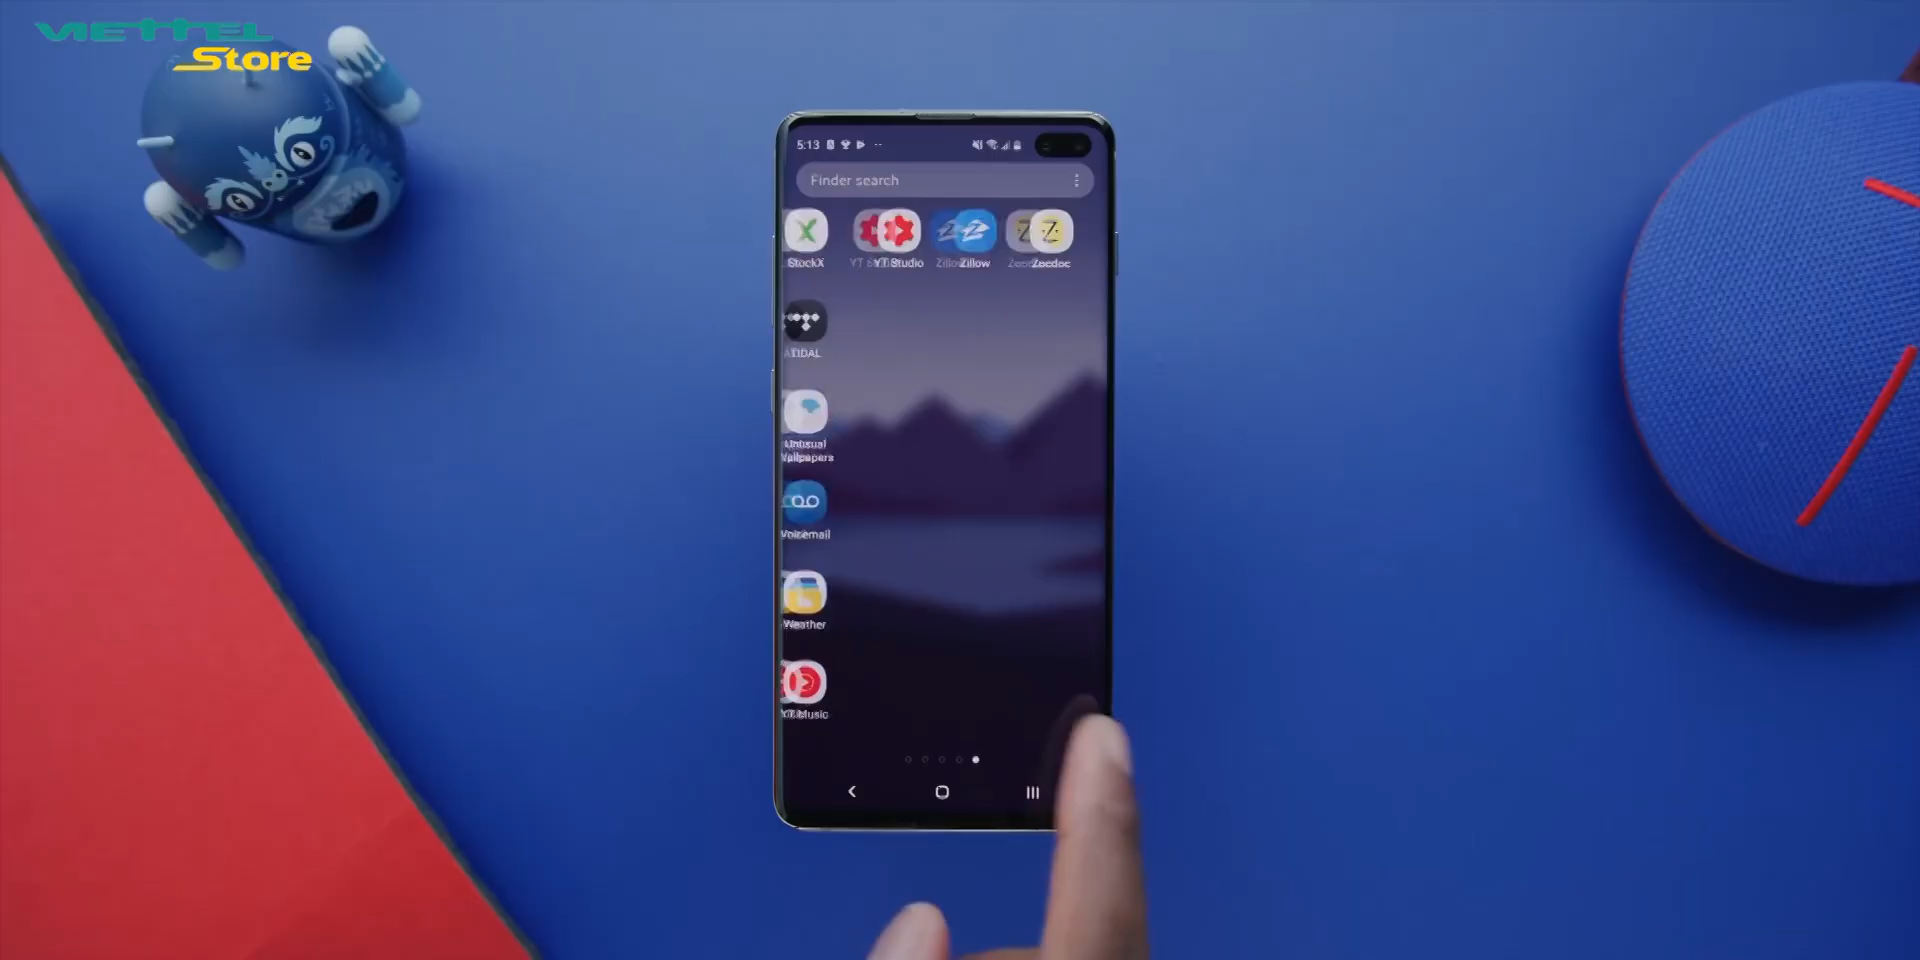 VIETTEL
Store
5:13
Finder search
StockX
YT Studio
Zillow
Zocdoc
TIDAL
Unusual
Wallpapers
Voicemail
Weather
YT Music